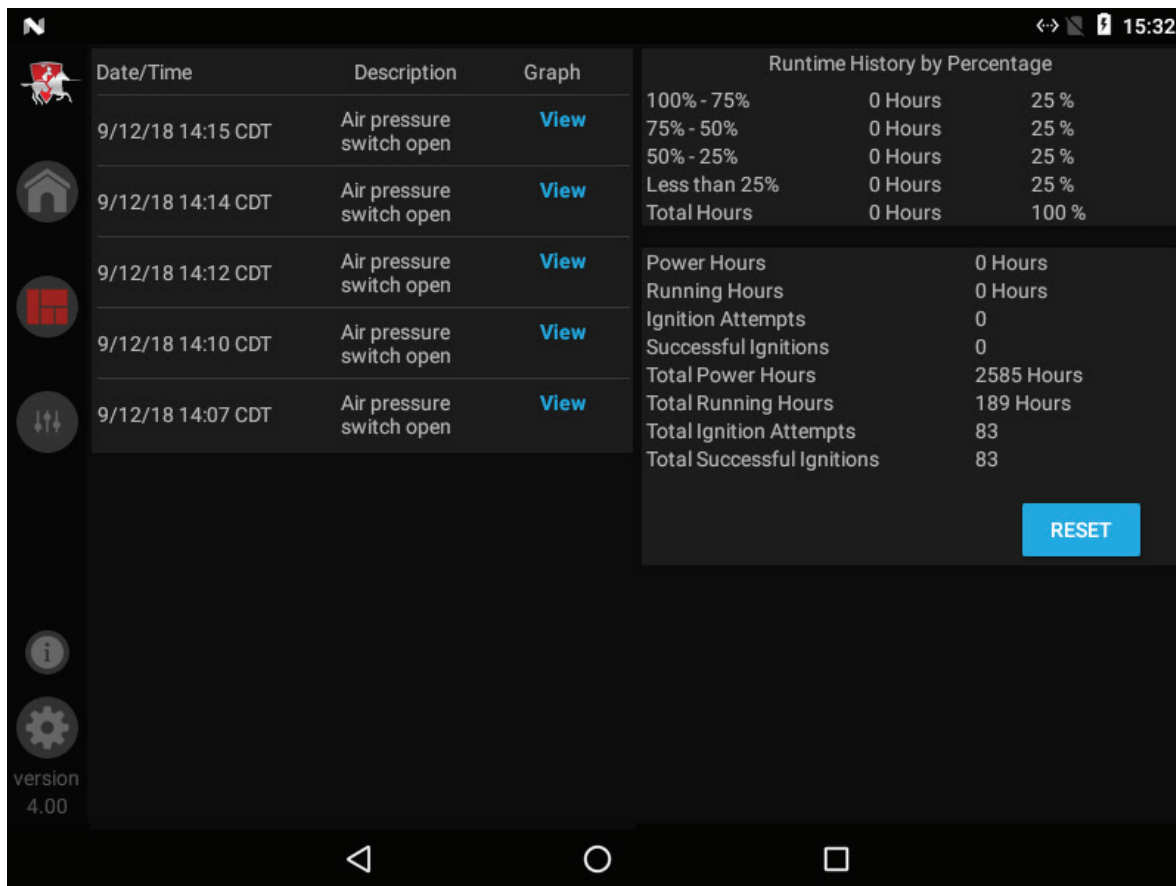 15:32
Date/Time Description Graph
9/12/18 14:15 CDT Air pressure switch open View
9/12/18 14:14 CDT Air pressure switch open View
9/12/18 14:12 CDT Air pressure switch open View
9/12/18 14:10 CDT Air pressure switch open View
9/12/18 14:07 CDT Air pressure switch open View
Runtime History by Percentage
100% - 75% 0 Hours 25 %
75% - 50% 0 Hours 25 %
50% - 25% 0 Hours 25 %
Less than 25% 0 Hours 25 %
Total Hours 0 Hours 100 %
Power Hours 0 Hours
Running Hours 0 Hours
Ignition Attempts 0
Successful Ignitions 0
Total Power Hours 2585 Hours
Total Running Hours 189 Hours
Total Ignition Attempts 83
Total Successful Ignitions 83
RESET
version
4.00